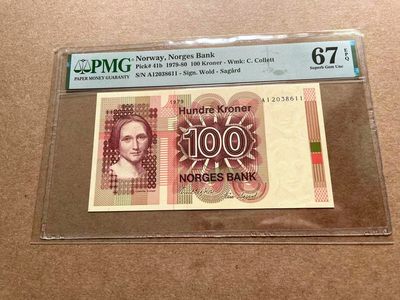 PMG
PAPER MONEY GUARANTY
Norway, Norges Bank
Pick# 41b 1979-80 100 Kroner - Wmk: C. Collett
S/N A12038611 - Sign. Wold - Sagård
67 EPQ
Superb Gem Unc
1979
A12038611
Hundre Kroner
100
NORGES BANK